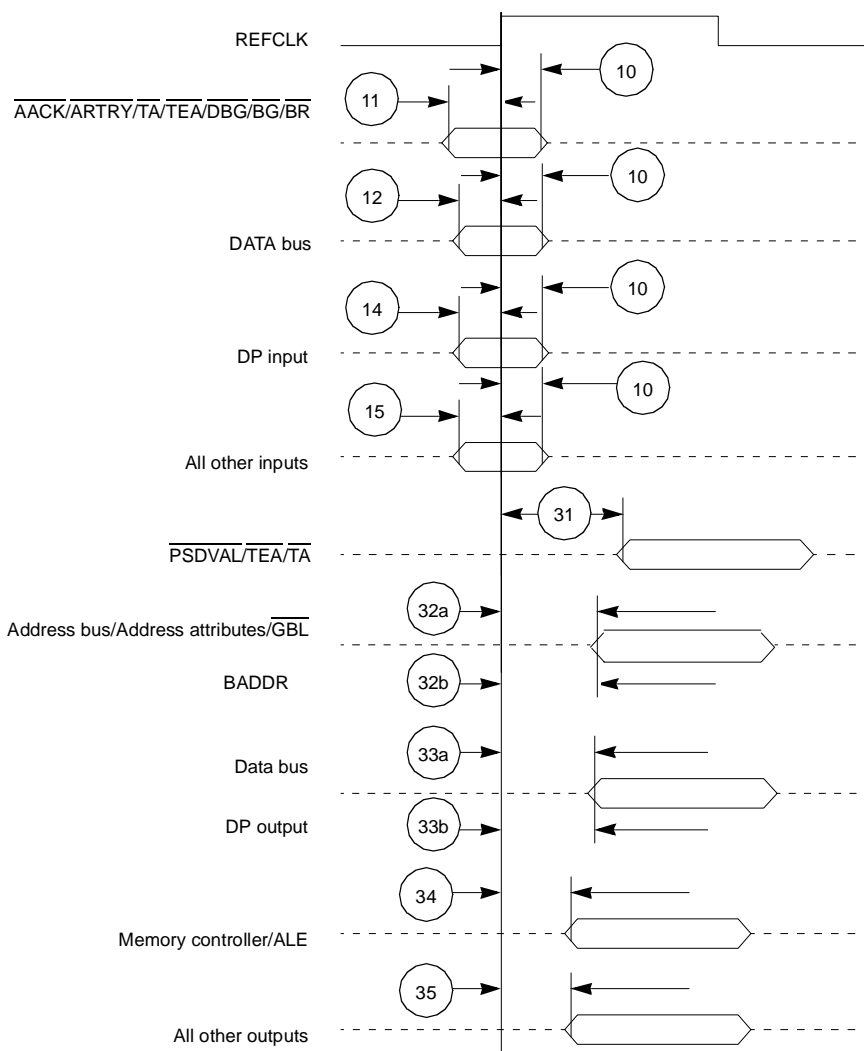 REFCLK
10
11
AACK/ARTRY/TA/TEA/DBG/BG/BR
10
12
DATA bus
10
14
DP input
10
15
All other inputs
31
PSDVAL/TEA/TA
32a
Address bus/Address attributes/GBL
BADDR
32b
33a
Data bus
DP output
33b
34
Memory controller/ALE
35
All other outputs